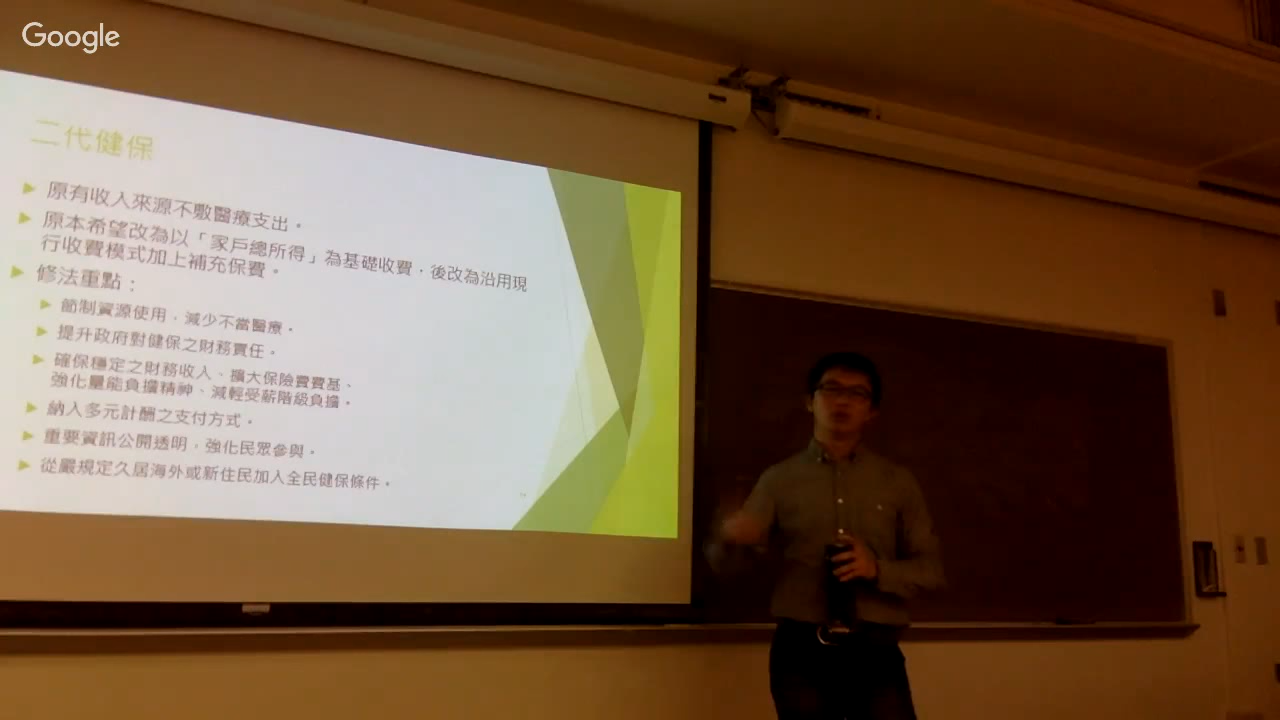 Google
二代健保
原有收入來源不敷醫療支出。
原本希望改為以「家戶總所得」為基礎收費，後改為沿用現
行收費模式加上補充保費。
修法重點：
節制資源使用，減少不當醫療。
提升政府對健保之財務責任。
確保穩定之財務收入、擴大保險費費基、
強化量能負擔精神、減輕受薪階級負擔。
納入多元計酬之支付方式。
重要資訊公開透明，強化民眾參與。
從嚴規定久居海外或新住民加入全民健保條件。